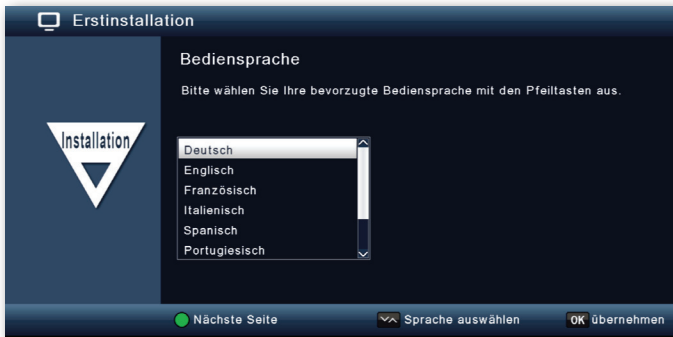 Erstinstallation
Bediensprache
Bitte wählen Sie Ihre bevorzugte Bediensprache mit den Pfeiltasten aus.
Installation
Deutsch
Englisch
Französisch
Italienisch
Spanisch
Portugiesisch
Nächste Seite
Sprache auswählen
OK übernehmen